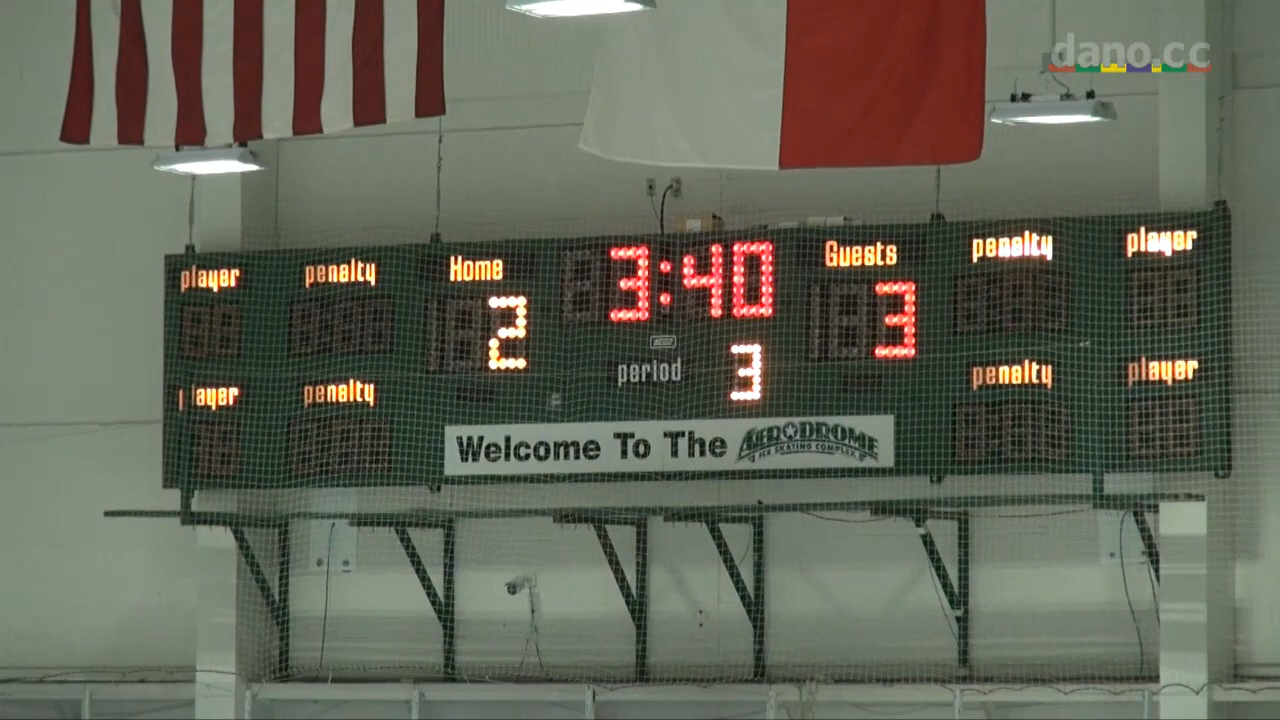 dano.cc
player penalty Home 3:40 Guests penalty player
2 3
period 3
player penalty penalty player
Welcome To The AERODROME
ICE SKATING COMPLEX